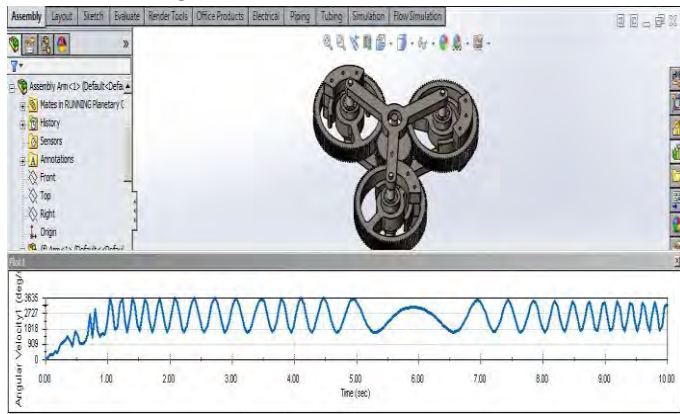 Assembly Layout Sketch Evaluate Render Tools Office Products Electrical Piping Tubing Simulation Flow Simulation
Assembly Arm<1> (Default<Defa
Mates in RUNNING Planetary
History
Sensors
Annotations
Front
Top
Right
Origin
Plot1
Angular Velocity1 (deg/
3635
2727
1818
909
0
0.00 1.00 2.00 3.00 4.00 5.00 6.00 7.00 8.00 9.00 10.00
Time (sec)